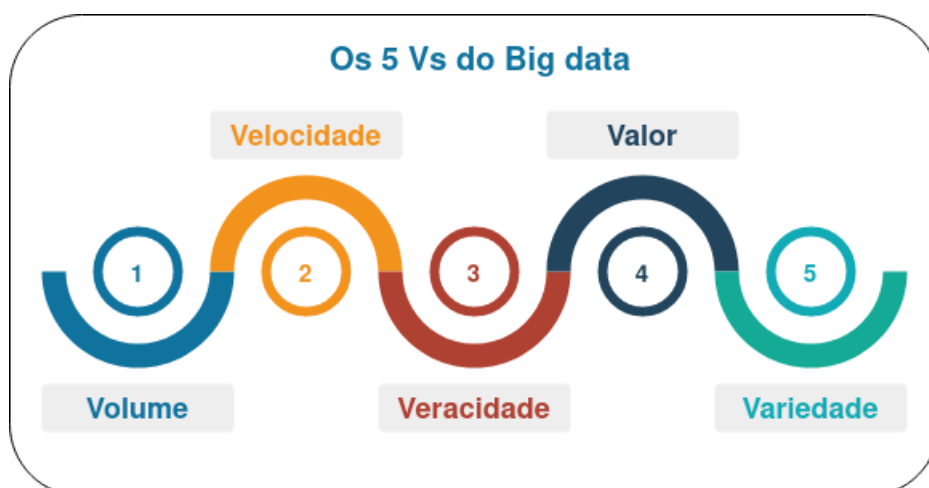 Os 5 Vs do Big data
Velocidade
Valor
1
2
3
4
5
Volume
Veracidade
Variedade